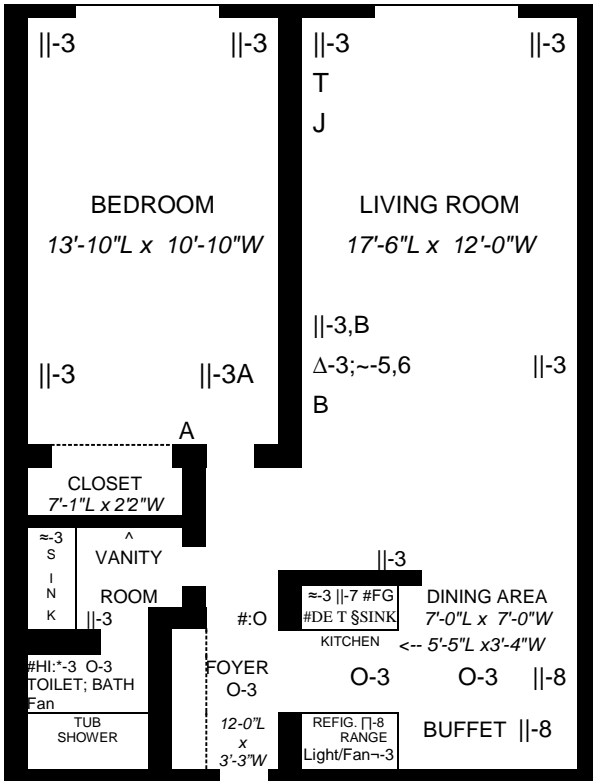 ||-3 ||-3
||-3 ||-3
T
J
BEDROOM
13'-10"L x 10'-10"W
LIVING ROOM
17'-6"L x 12'-0"W
||-3,B
||-3 ||-3A
Δ-3;~-5,6 ||-3
B
A
CLOSET
7'-1"L x 2'2"W
≈-3
S
I
N
K
^
VANITY
ROOM
||-3
||-3
≈-3 ||-7 #FG
#DE T §SINK
KITCHEN
DINING AREA
7'-0"L x 7'-0"W
<-- 5'-5"L x3'-4"W
#:O
#HI:*-3 O-3
TOILET; BATH
Fan
TUB
SHOWER
FOYER
O-3
12-0"L
x
3'-3"W
O-3 O-3 ||-8
REFIG. ∏-8
RANGE
Light/Fan¬-3
BUFFET ||-8